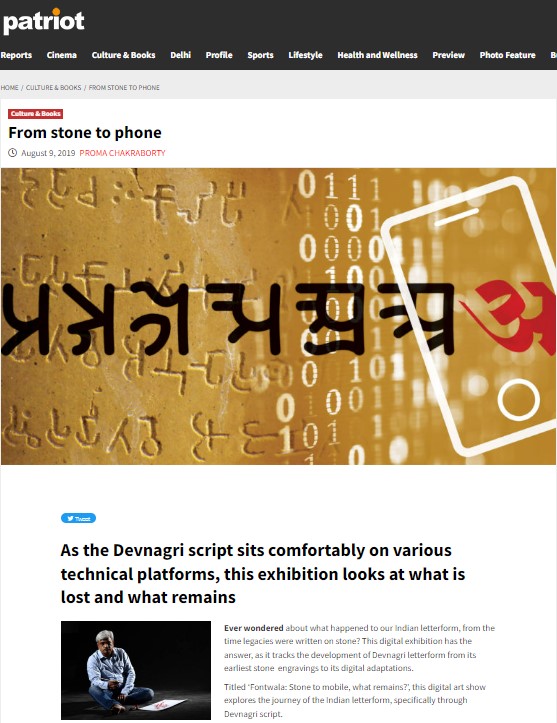 patriot
Reports Cinema Culture & Books Delhi Profile Sports Lifestyle Health and Wellness Preview Photo Feature
HOME / CULTURE & BOOKS / FROM STONE TO PHONE
Culture & Books
From stone to phone
August 9, 2019 PROMA CHAKRABORTY
Tweet
As the Devnagri script sits comfortably on various
technical platforms, this exhibition looks at what is
lost and what remains
Ever wondered about what happened to our Indian letterform, from the
time legacies were written on stone? This digital exhibition has the
answer, as it tracks the development of Devnagri letterform from its
earliest stone engravings to its digital adaptations.
Titled ‘Fontwala: Stone to mobile, what remains?’, this digital art show
explores the journey of the Indian letterform, specifically through
Devnagri script.